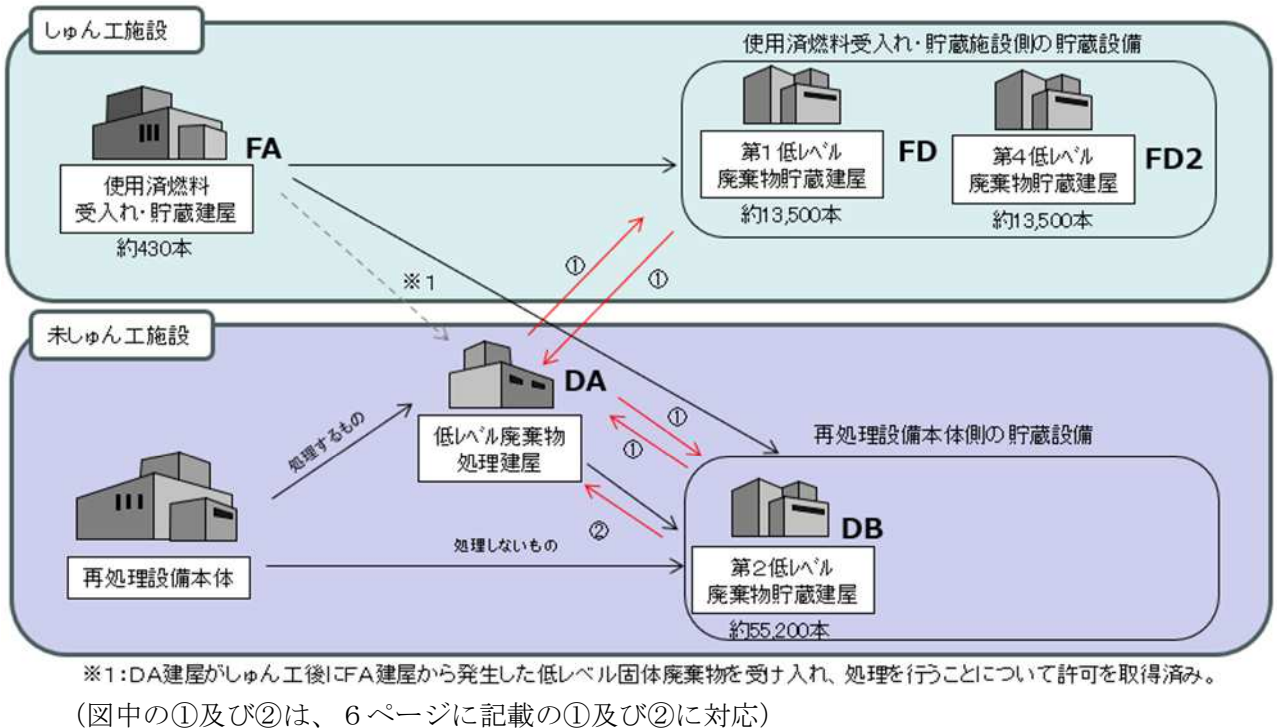 しゅん工施設
使用済燃料受入れ・貯蔵施設側の貯蔵設備
FA
使用済燃料
受入れ・貯蔵建屋
約430本
第1低レベル
廃棄物貯蔵建屋
約13,500本
FD
第4低レベル
廃棄物貯蔵建屋
約13,500本
FD2
※1
①
①
未しゅん工施設
DA
低レベル廃棄物
処理建屋
処理するもの
①
①
再処理設備本体側の貯蔵設備
②
処理しないもの
再処理設備本体
DB
第2低レベル
廃棄物貯蔵建屋
約55,200本
※1:DA建屋がしゅん工後にFA建屋から発生した低レベル固体廃棄物を受け入れ、処理を行うことについて許可を取得済み。
(図中の①及び②は、6ページに記載の①及び②に対応)